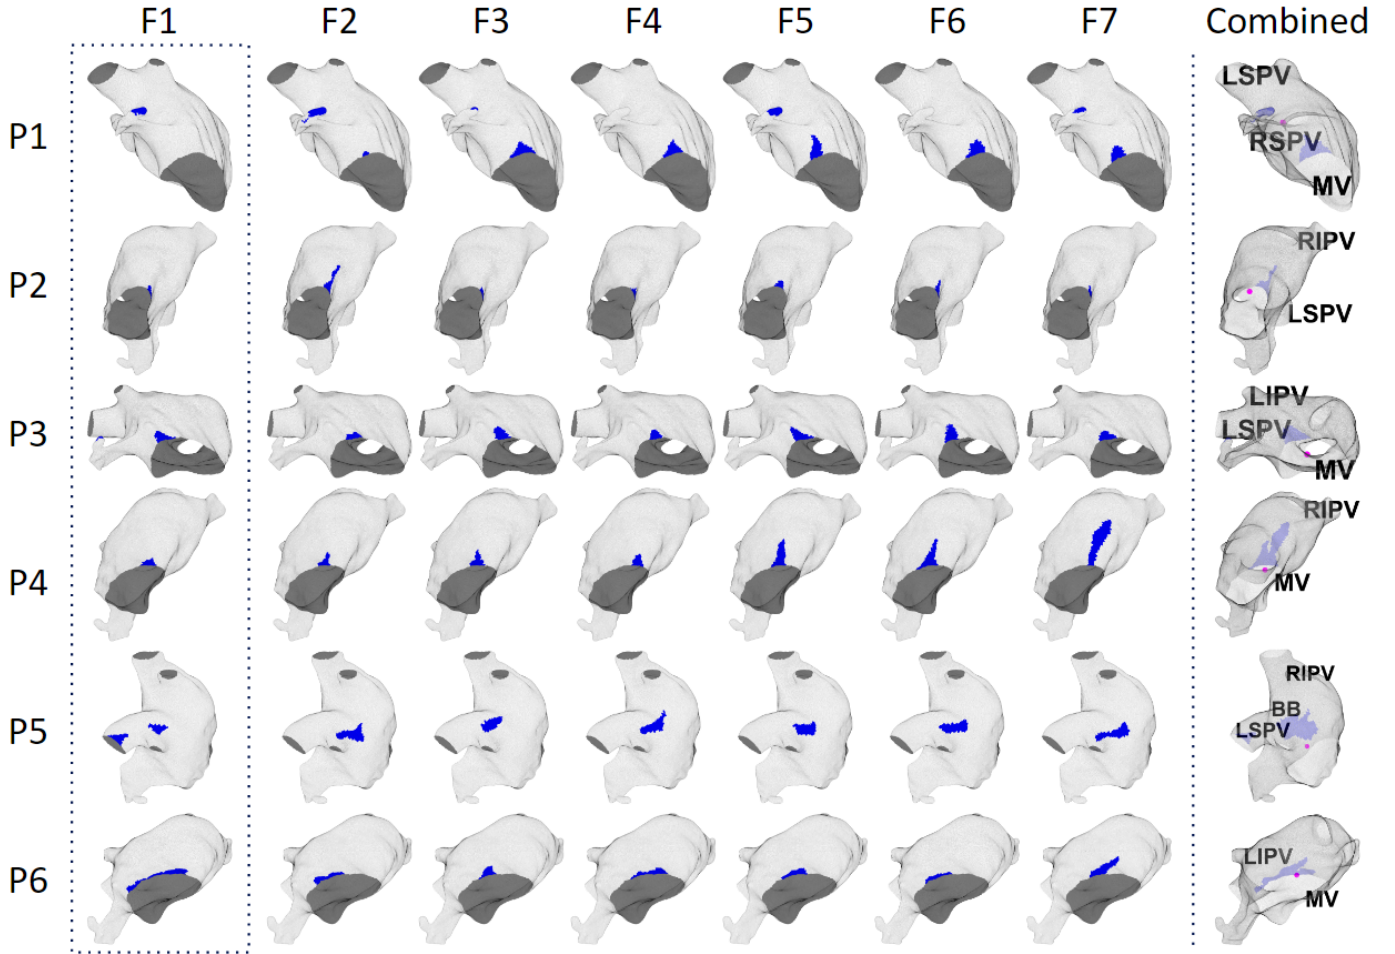 F1 F2 F3 F4 F5 F6 F7 Combined
P1
LSPV
RSPV
MV
P2
RIPV
LSPV
P3
LIPV
LSPV
MV
P4
RIPV
MV
P5
RIPV
BB
LSPV
P6
LIPV
MV